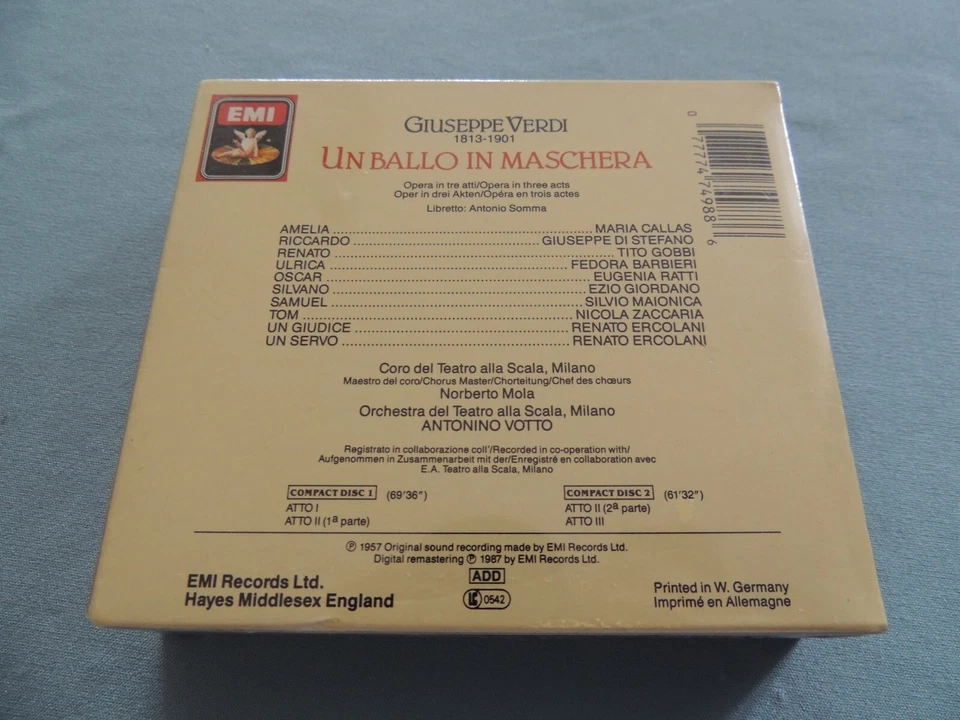 EMI
GIUSEPPE VERDI
1813-1901
UN BALLO IN MASCHERA
Opera in tre atti/Opera in three acts
Oper in drei Akten/Opéra en trois actes
Libretto: Antonio Somma
AMELIA ........ MARIA CALLAS
RICCARDO ........ GIUSEPPE DI STEFANO
RENATO ........ TITO GOBBI
ULRICA ........ FEDORA BARBIERI
OSCAR ........ EUGENIA RATTI
SILVANO ........ EZIO GIORDANO
SAMUEL ........ SILVIO MAIONICA
TOM ........ NICOLA ZACCARIA
UN GIUDICE ........ RENATO ERCOLANI
UN SERVO ........ RENATO ERCOLANI
Coro del Teatro alla Scala, Milano
Maestro del coro/Chorus Master/Chorteitung/Chef des chœurs
Norberto Mola
Orchestra del Teatro alla Scala, Milano
ANTONINO VOTTO
Registrato in collaborazione coll'/Recorded in co-operation with/
Aufgenommen in Zusammenarbeit mit der/Enregistré en collaboration avec
E.A. Teatro alla Scala, Milano
COMPACT DISC 1 (69'36")
ATTO I
ATTO II (1ª parte)
COMPACT DISC 2 (61'32")
ATTO II (2ª parte)
ATTO III
℗ 1957 Original sound recording made by EMI Records Ltd.
Digital remastering ℗ 1987 by EMI Records Ltd.
ADD
LC 0542
EMI Records Ltd.
Hayes Middlesex England
Printed in W. Germany
Imprimé en Allemagne
0 77774 74988 6